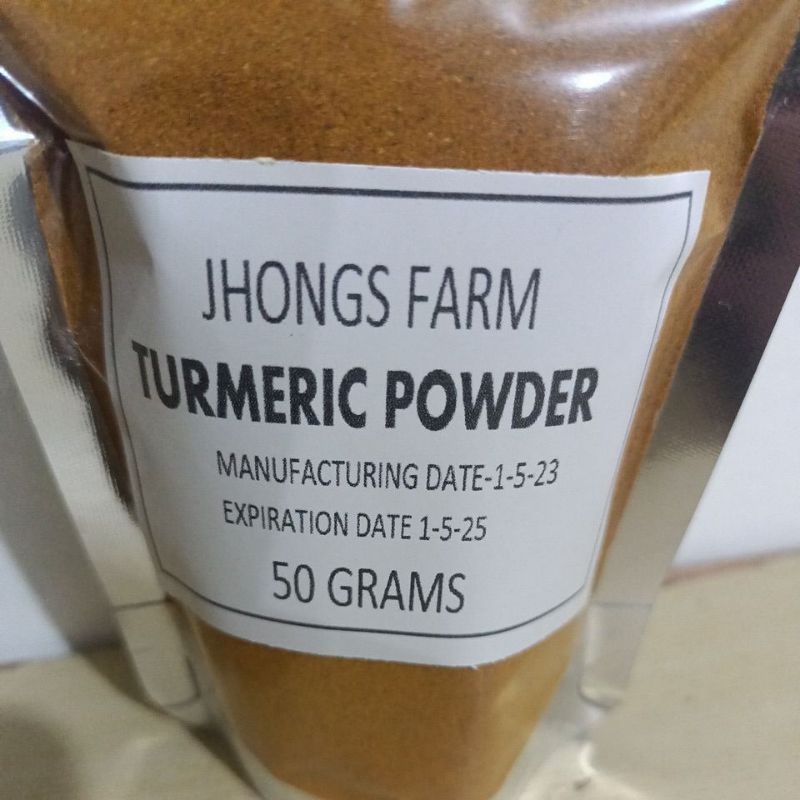 JHONGS FARM
TURMERIC POWDER
MANUFACTURING DATE-1-5-23
EXPIRATION DATE 1-5-25
50 GRAMS